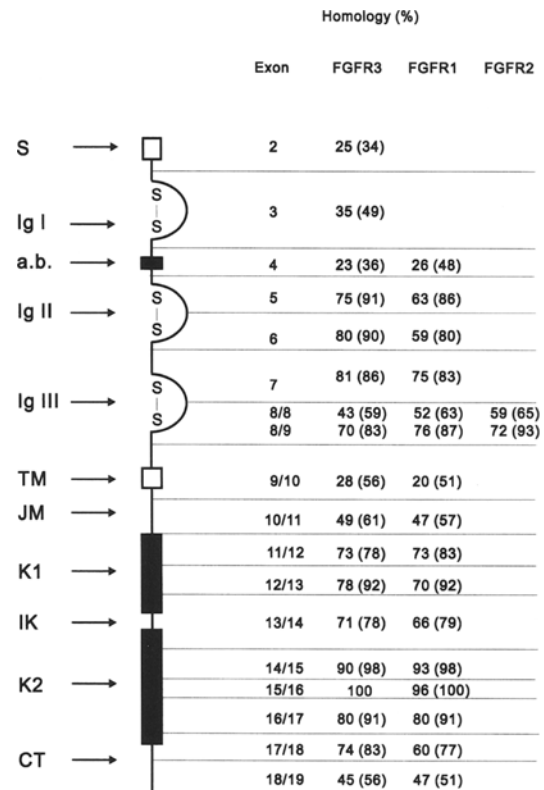 Homology (%)
Exon FGFR3 FGFR1 FGFR2
S 2 25 (34)
S
Ig I S 3 35 (49)
a.b. 4 23 (36) 26 (48)
S 5 75 (91) 63 (86)
Ig II
S 6 80 (90) 59 (80)
7 81 (86) 75 (83)
S
Ig III S 8/8 43 (59) 52 (63) 59 (65)
8/9 70 (83) 76 (87) 72 (93)
TM 9/10 28 (56) 20 (51)
JM 10/11 49 (61) 47 (57)
11/12 73 (78) 73 (83)
K1
12/13 78 (92) 70 (92)
IK 13/14 71 (78) 66 (79)
14/15 90 (98) 93 (98)
K2 15/16 100 96 (100)
16/17 80 (91) 80 (91)
17/18 74 (83) 60 (77)
CT
18/19 45 (56) 47 (51)